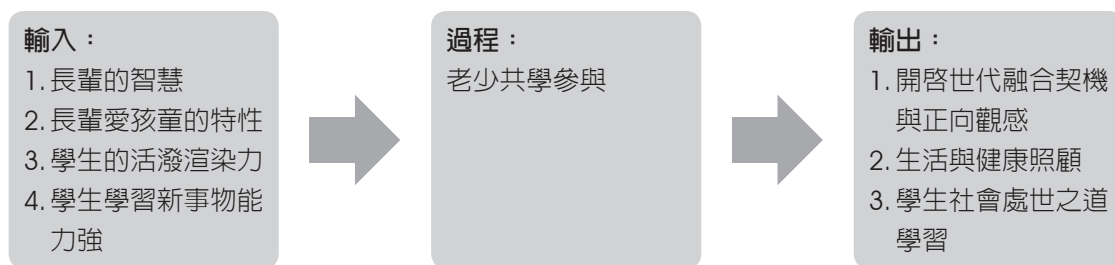 輸入：
1. 長輩的智慧
2. 長輩愛孩童的特性
3. 學生的活潑渲染力
4. 學生學習新事物能
力強
過程：
老少共學參與
輸出：
1. 開啓世代融合契機
與正向觀感
2. 生活與健康照顧
3. 學生社會處世之道
學習